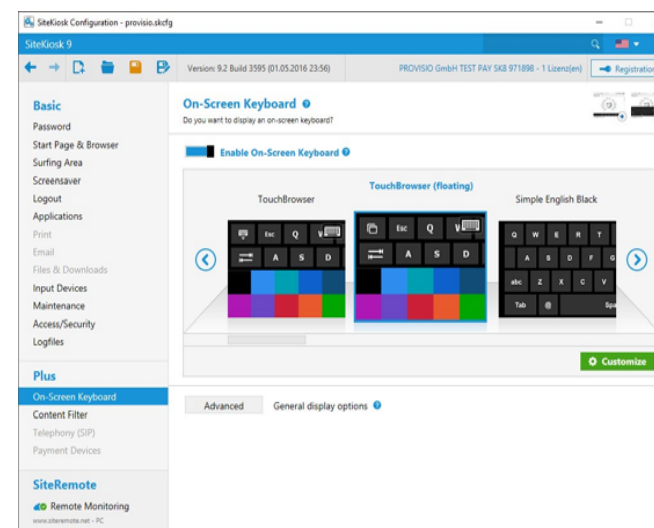 SiteKiosk Configuration - provisio.skcfg
SiteKiosk 9
Version: 9.2 Build 3595 (01.05.2016 23:56)
PROVISIO GmbH TEST PAY SKB 971898 - 1 Lizenz(en)
Registration
Basic
Password
Start Page & Browser
Surfing Area
Screensaver
Logout
Applications
Print
Email
Files & Downloads
Input Devices
Maintenance
Access/Security
Logfiles
Plus
On-Screen Keyboard
Content Filter
Telephony (SIP)
Payment Devices
SiteRemote
Remote Monitoring
www.siteremote.net - PC
On-Screen Keyboard
Do you want to display an on-screen keyboard?
Enable On-Screen Keyboard
TouchBrowser
Esc Q
A S D
TouchBrowser (floating)
Esc Q
A S D
Simple English Black
Q W E R T
A S D F G
abc Z X C V
Tab @ Spa
Customize
Advanced
General display options